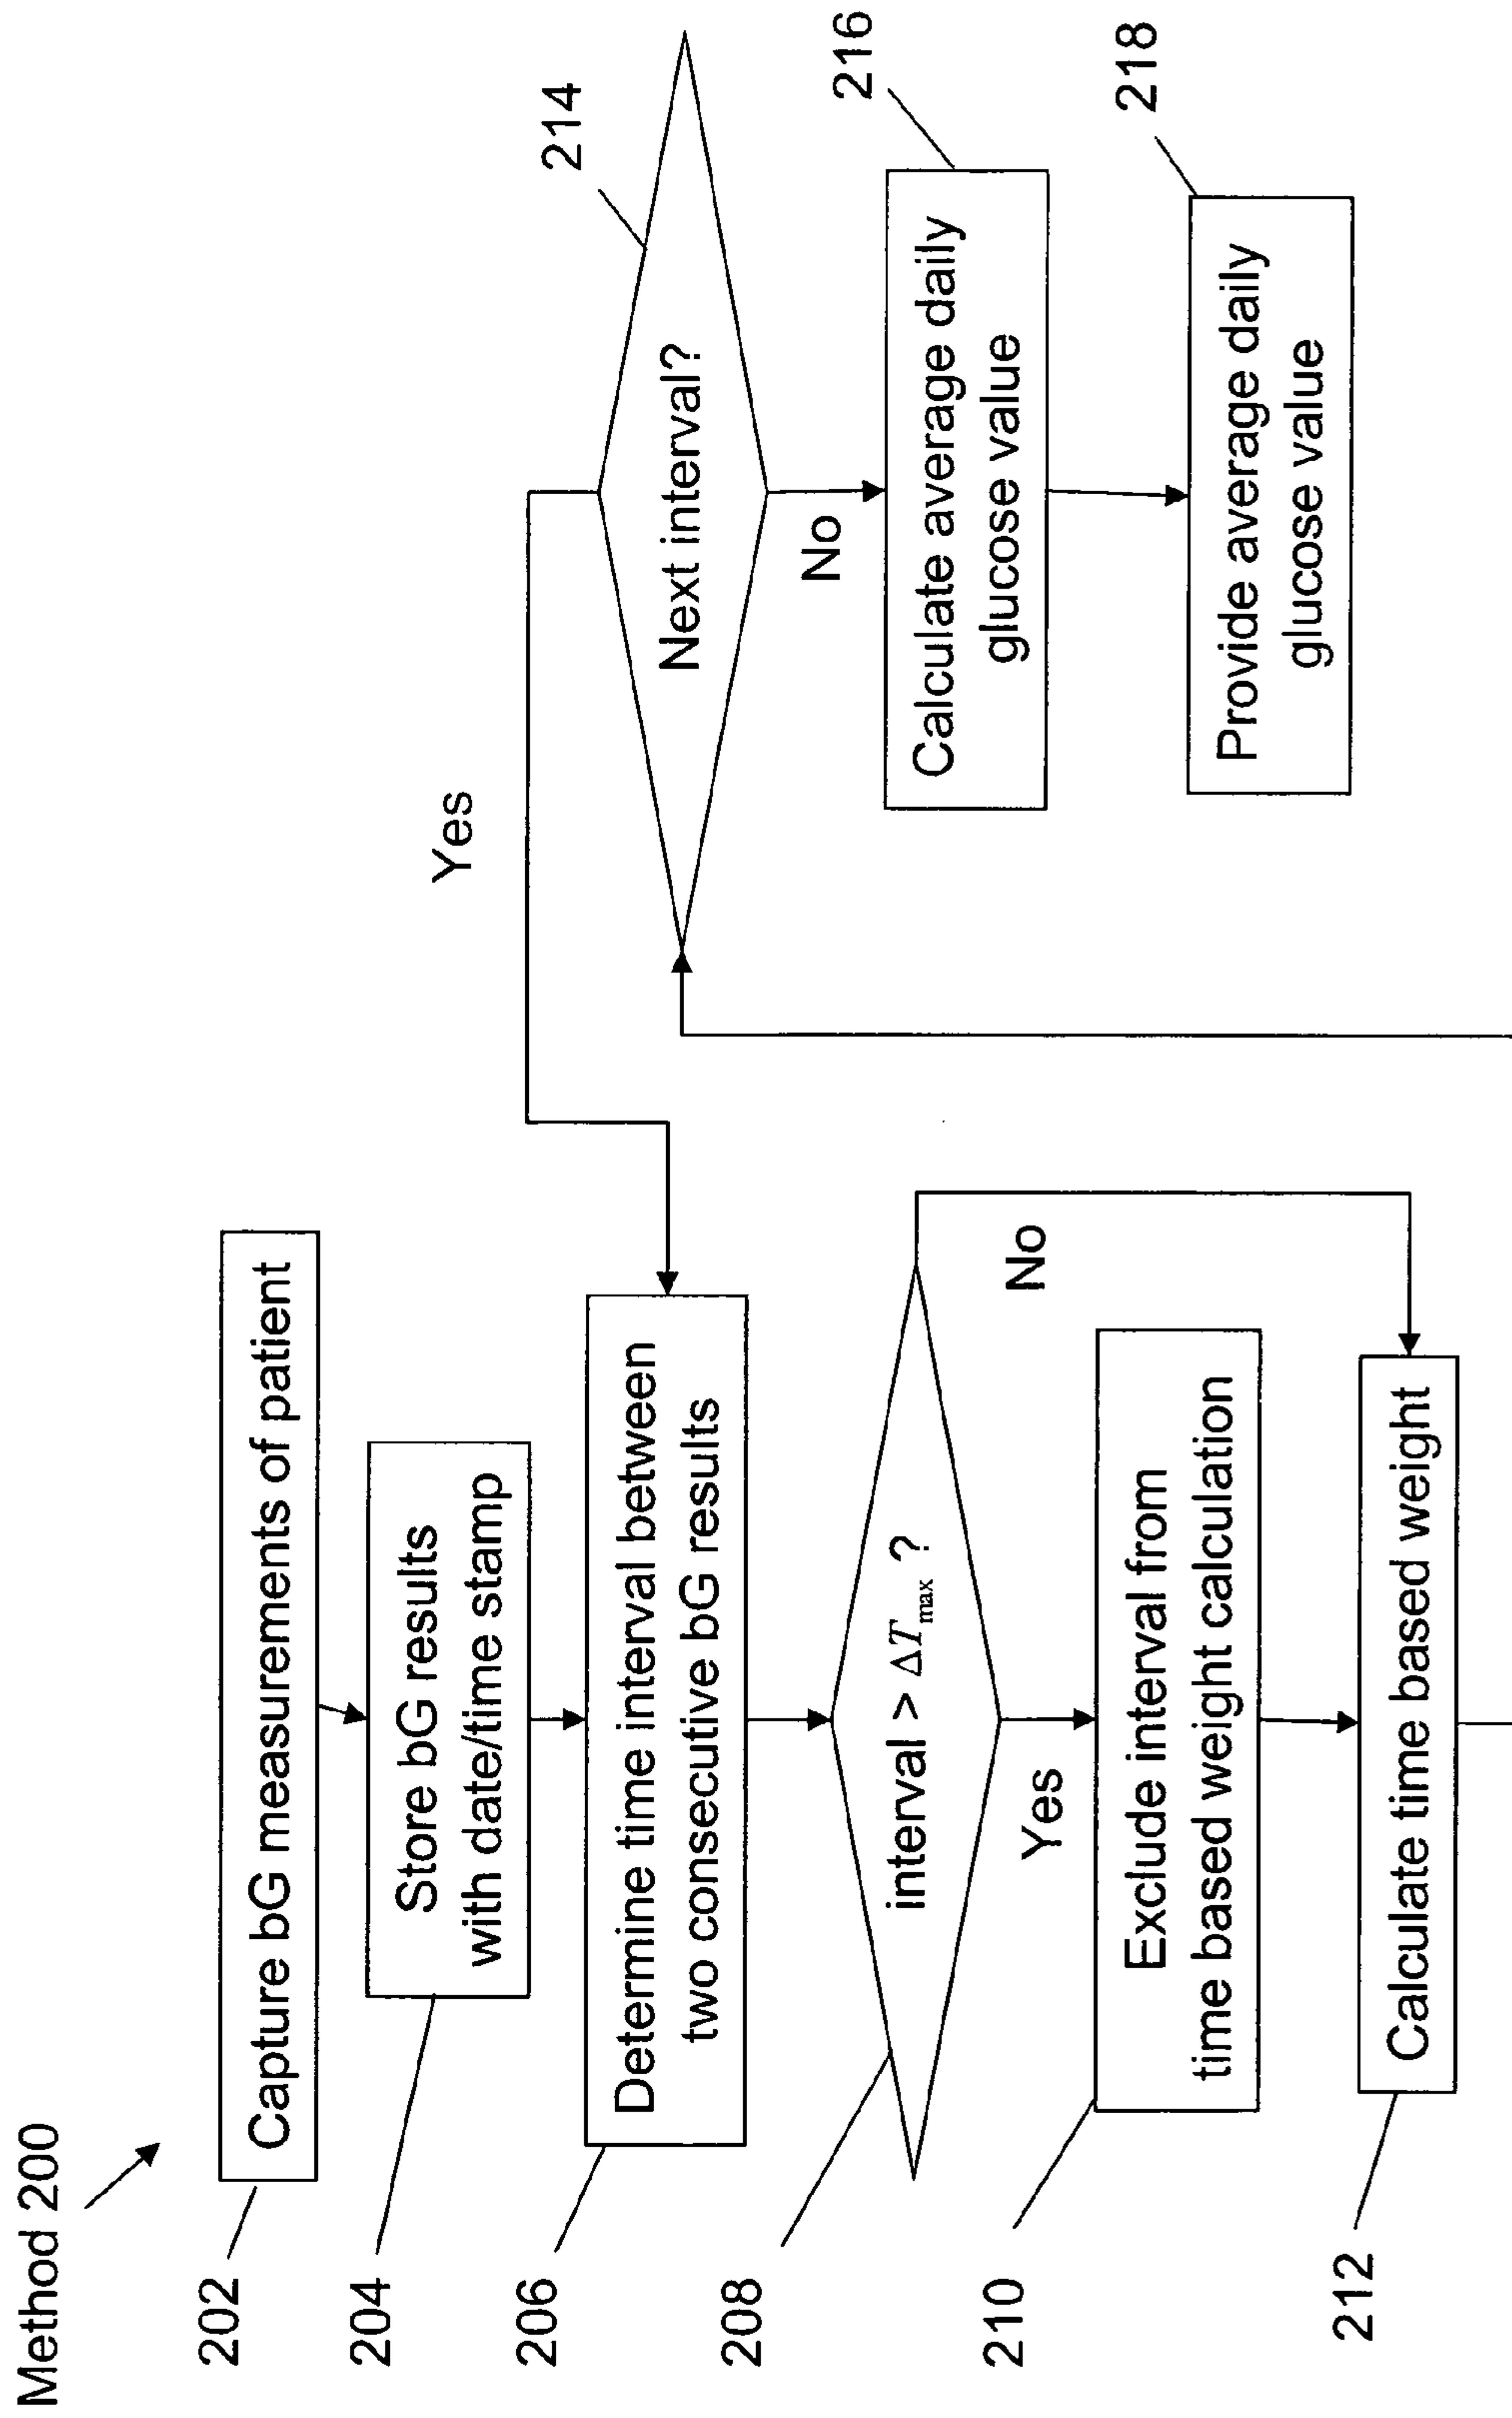 Method 200
202
Capture bG measurements of patient
204
Store bG results
with date/time stamp
206
Determine time interval between
two consecutive bG results
208
interval > ΔTmax ?
Yes
No
210
Exclude interval from
time based weight calculation
212
Calculate time based weight
Yes
214
Next interval?
No
216
Calculate average daily
glucose value
218
Provide average daily
glucose value